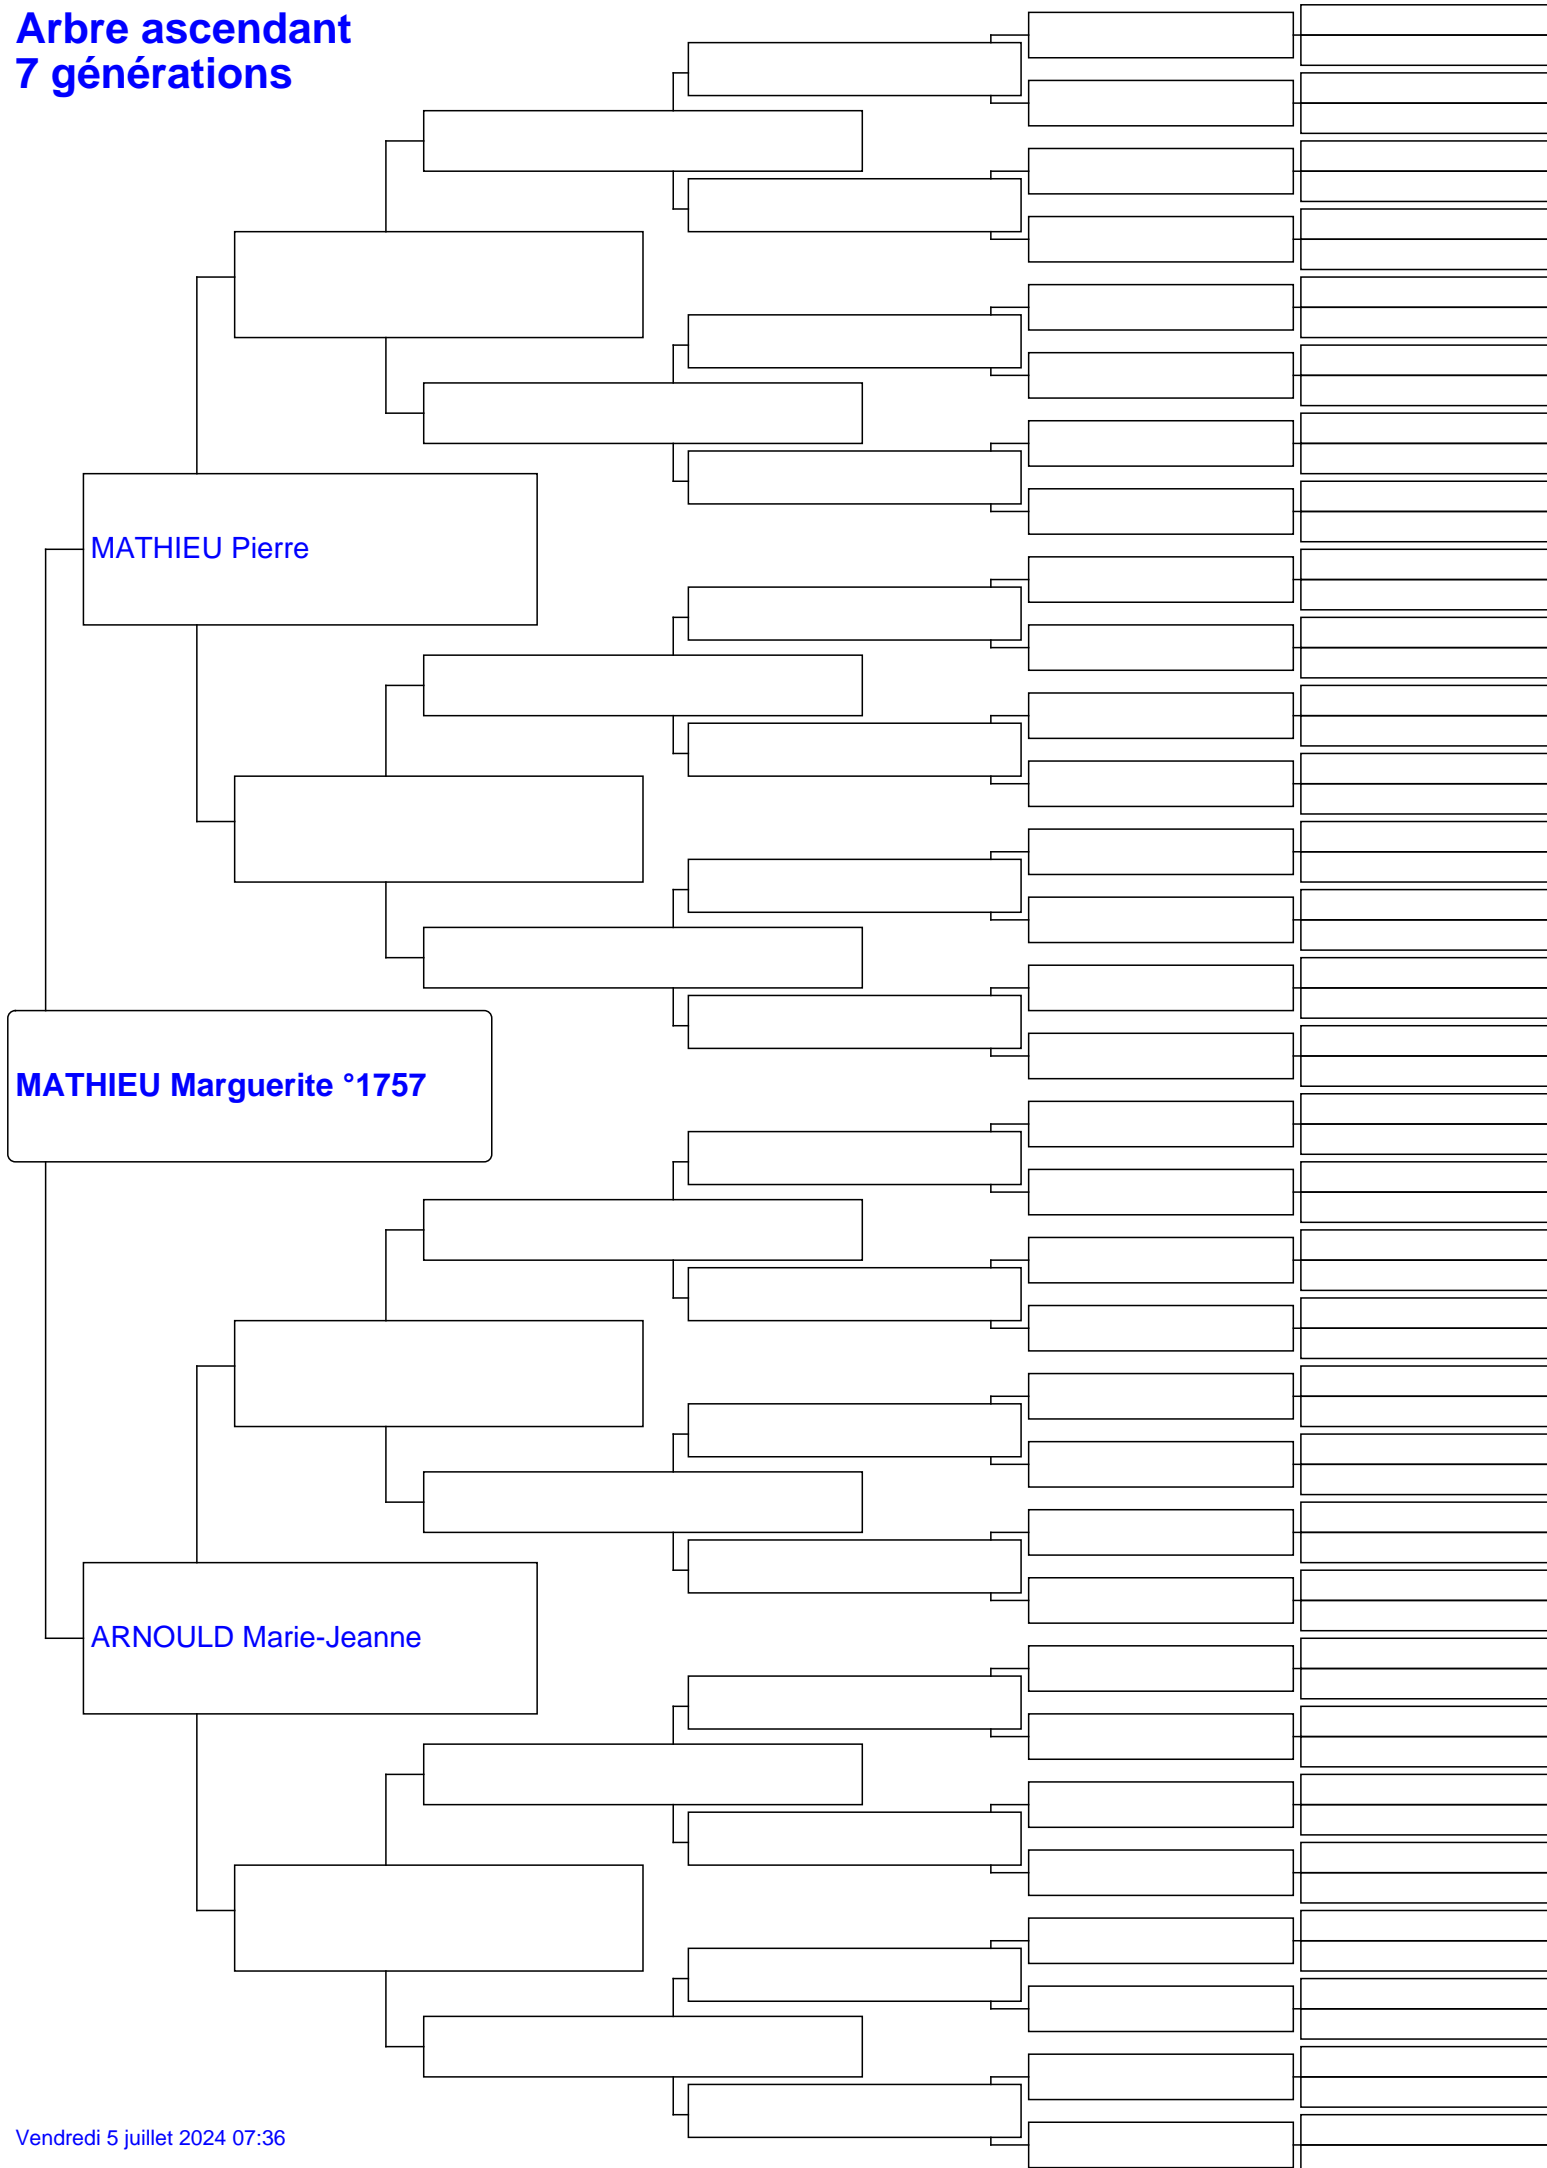 Arbre ascendant
7 générations
MATHIEU Pierre
MATHIEU Marguerite °1757
ARNOULD Marie-Jeanne
Vendredi 5 juillet 2024 07:36